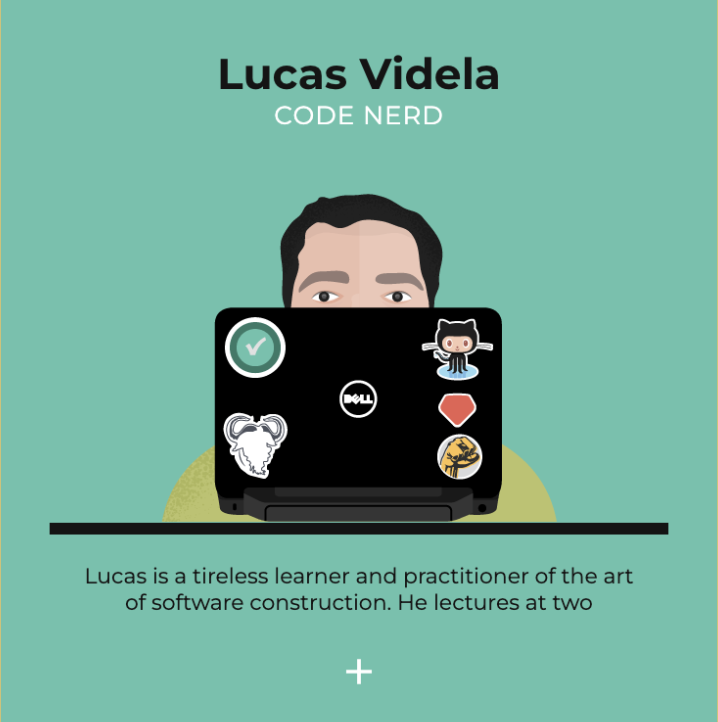 Lucas Videla
CODE NERD
DELL
Lucas is a tireless learner and practitioner of the art
of software construction. He lectures at two